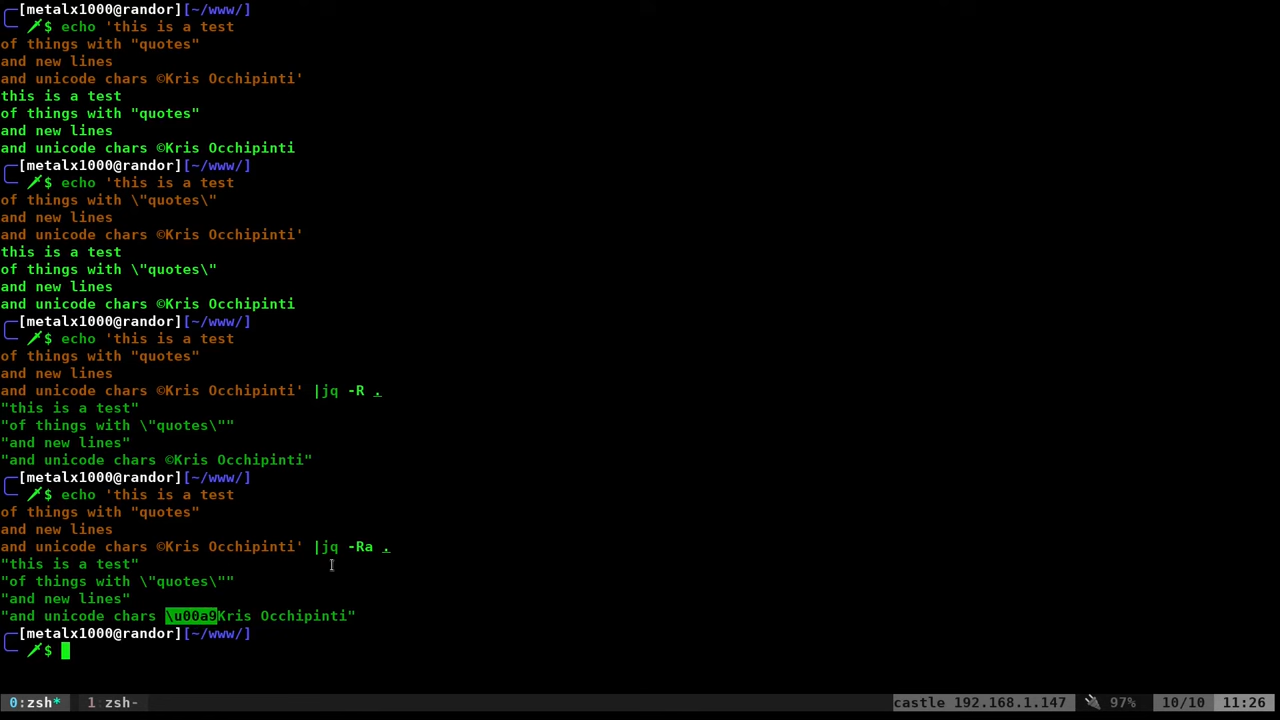 [metalx1000@randor][~/www/]
$ echo 'this is a test
of things with "quotes"
and new lines
and unicode chars ©Kris Occhipinti'
this is a test
of things with "quotes"
and new lines
and unicode chars ©Kris Occhipinti
[metalx1000@randor][~/www/]
$ echo 'this is a test
of things with \"quotes\"
and new lines
and unicode chars ©Kris Occhipinti'
this is a test
of things with \"quotes\"
and new lines
and unicode chars ©Kris Occhipinti
[metalx1000@randor][~/www/]
$ echo 'this is a test
of things with "quotes"
and new lines
and unicode chars ©Kris Occhipinti' |jq -R .
"this is a test"
"of things with \"quotes\""
"and new lines"
"and unicode chars ©Kris Occhipinti"
[metalx1000@randor][~/www/]
$ echo 'this is a test
of things with "quotes"
and new lines
and unicode chars ©Kris Occhipinti' |jq -Ra .
"this is a test"
"of things with \"quotes\""
"and new lines"
"and unicode chars \u00a9Kris Occhipinti"
[metalx1000@randor][~/www/]
$
0:zsh* 1:zsh- castle 192.168.1.147 97% 10/10 11:26